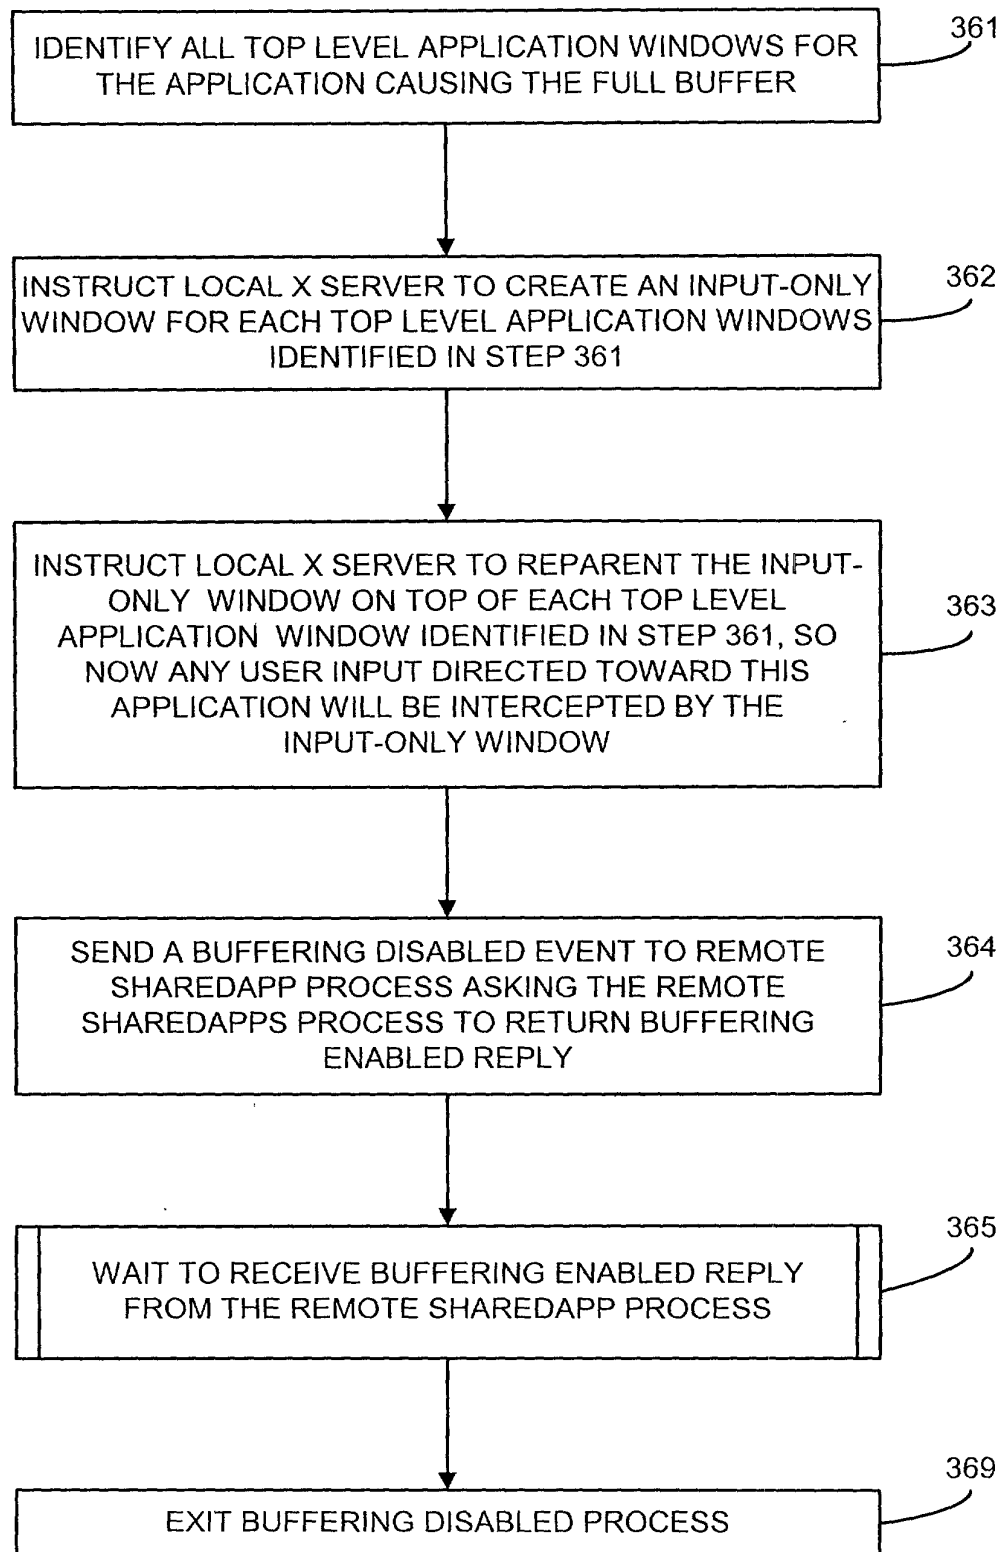 IDENTIFY ALL TOP LEVEL APPLICATION WINDOWS FOR
THE APPLICATION CAUSING THE FULL BUFFER
361
INSTRUCT LOCAL X SERVER TO CREATE AN INPUT-ONLY
WINDOW FOR EACH TOP LEVEL APPLICATION WINDOWS
IDENTIFIED IN STEP 361
362
INSTRUCT LOCAL X SERVER TO REPARENT THE INPUT-
ONLY WINDOW ON TOP OF EACH TOP LEVEL
APPLICATION WINDOW IDENTIFIED IN STEP 361, SO
NOW ANY USER INPUT DIRECTED TOWARD THIS
APPLICATION WILL BE INTERCEPTED BY THE
INPUT-ONLY WINDOW
363
SEND A BUFFERING DISABLED EVENT TO REMOTE
SHAREDAPP PROCESS ASKING THE REMOTE
SHAREDAPPS PROCESS TO RETURN BUFFERING
ENABLED REPLY
364
WAIT TO RECEIVE BUFFERING ENABLED REPLY
FROM THE REMOTE SHAREDAPP PROCESS
365
EXIT BUFFERING DISABLED PROCESS
369